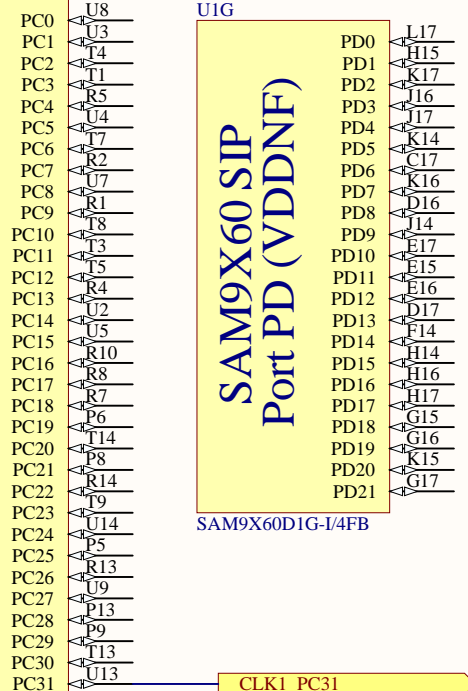 PC0 U8
PC1 U3
PC2 T4
PC3 T1
PC4 R5
PC5 U4
PC6 T7
PC7 R2
PC8 U7
PC9 R1
PC10 T8
PC11 T3
PC12 T5
PC13 R4
PC14 U2
PC15 U5
PC16 R10
PC17 R8
PC18 R7
PC19 P6
PC20 T14
PC21 P8
PC22 R14
PC23 T9
PC24 U14
PC25 P5
PC26 R13
PC27 U9
PC28 P13
PC29 P9
PC30 T13
PC31 U13
CLK1 PC31
U1G
SAM9X60 SIP
Port PD (VDDNF)
PD0 L17
PD1 H15
PD2 K17
PD3 J16
PD4 J17
PD5 K14
PD6 C17
PD7 K16
PD8 D16
PD9 J14
PD10 E17
PD11 E15
PD12 E16
PD13 D17
PD14 F14
PD15 H14
PD16 H16
PD17 H17
PD18 G15
PD19 G16
PD20 K15
PD21 G17
SAM9X60D1G-I/4FB